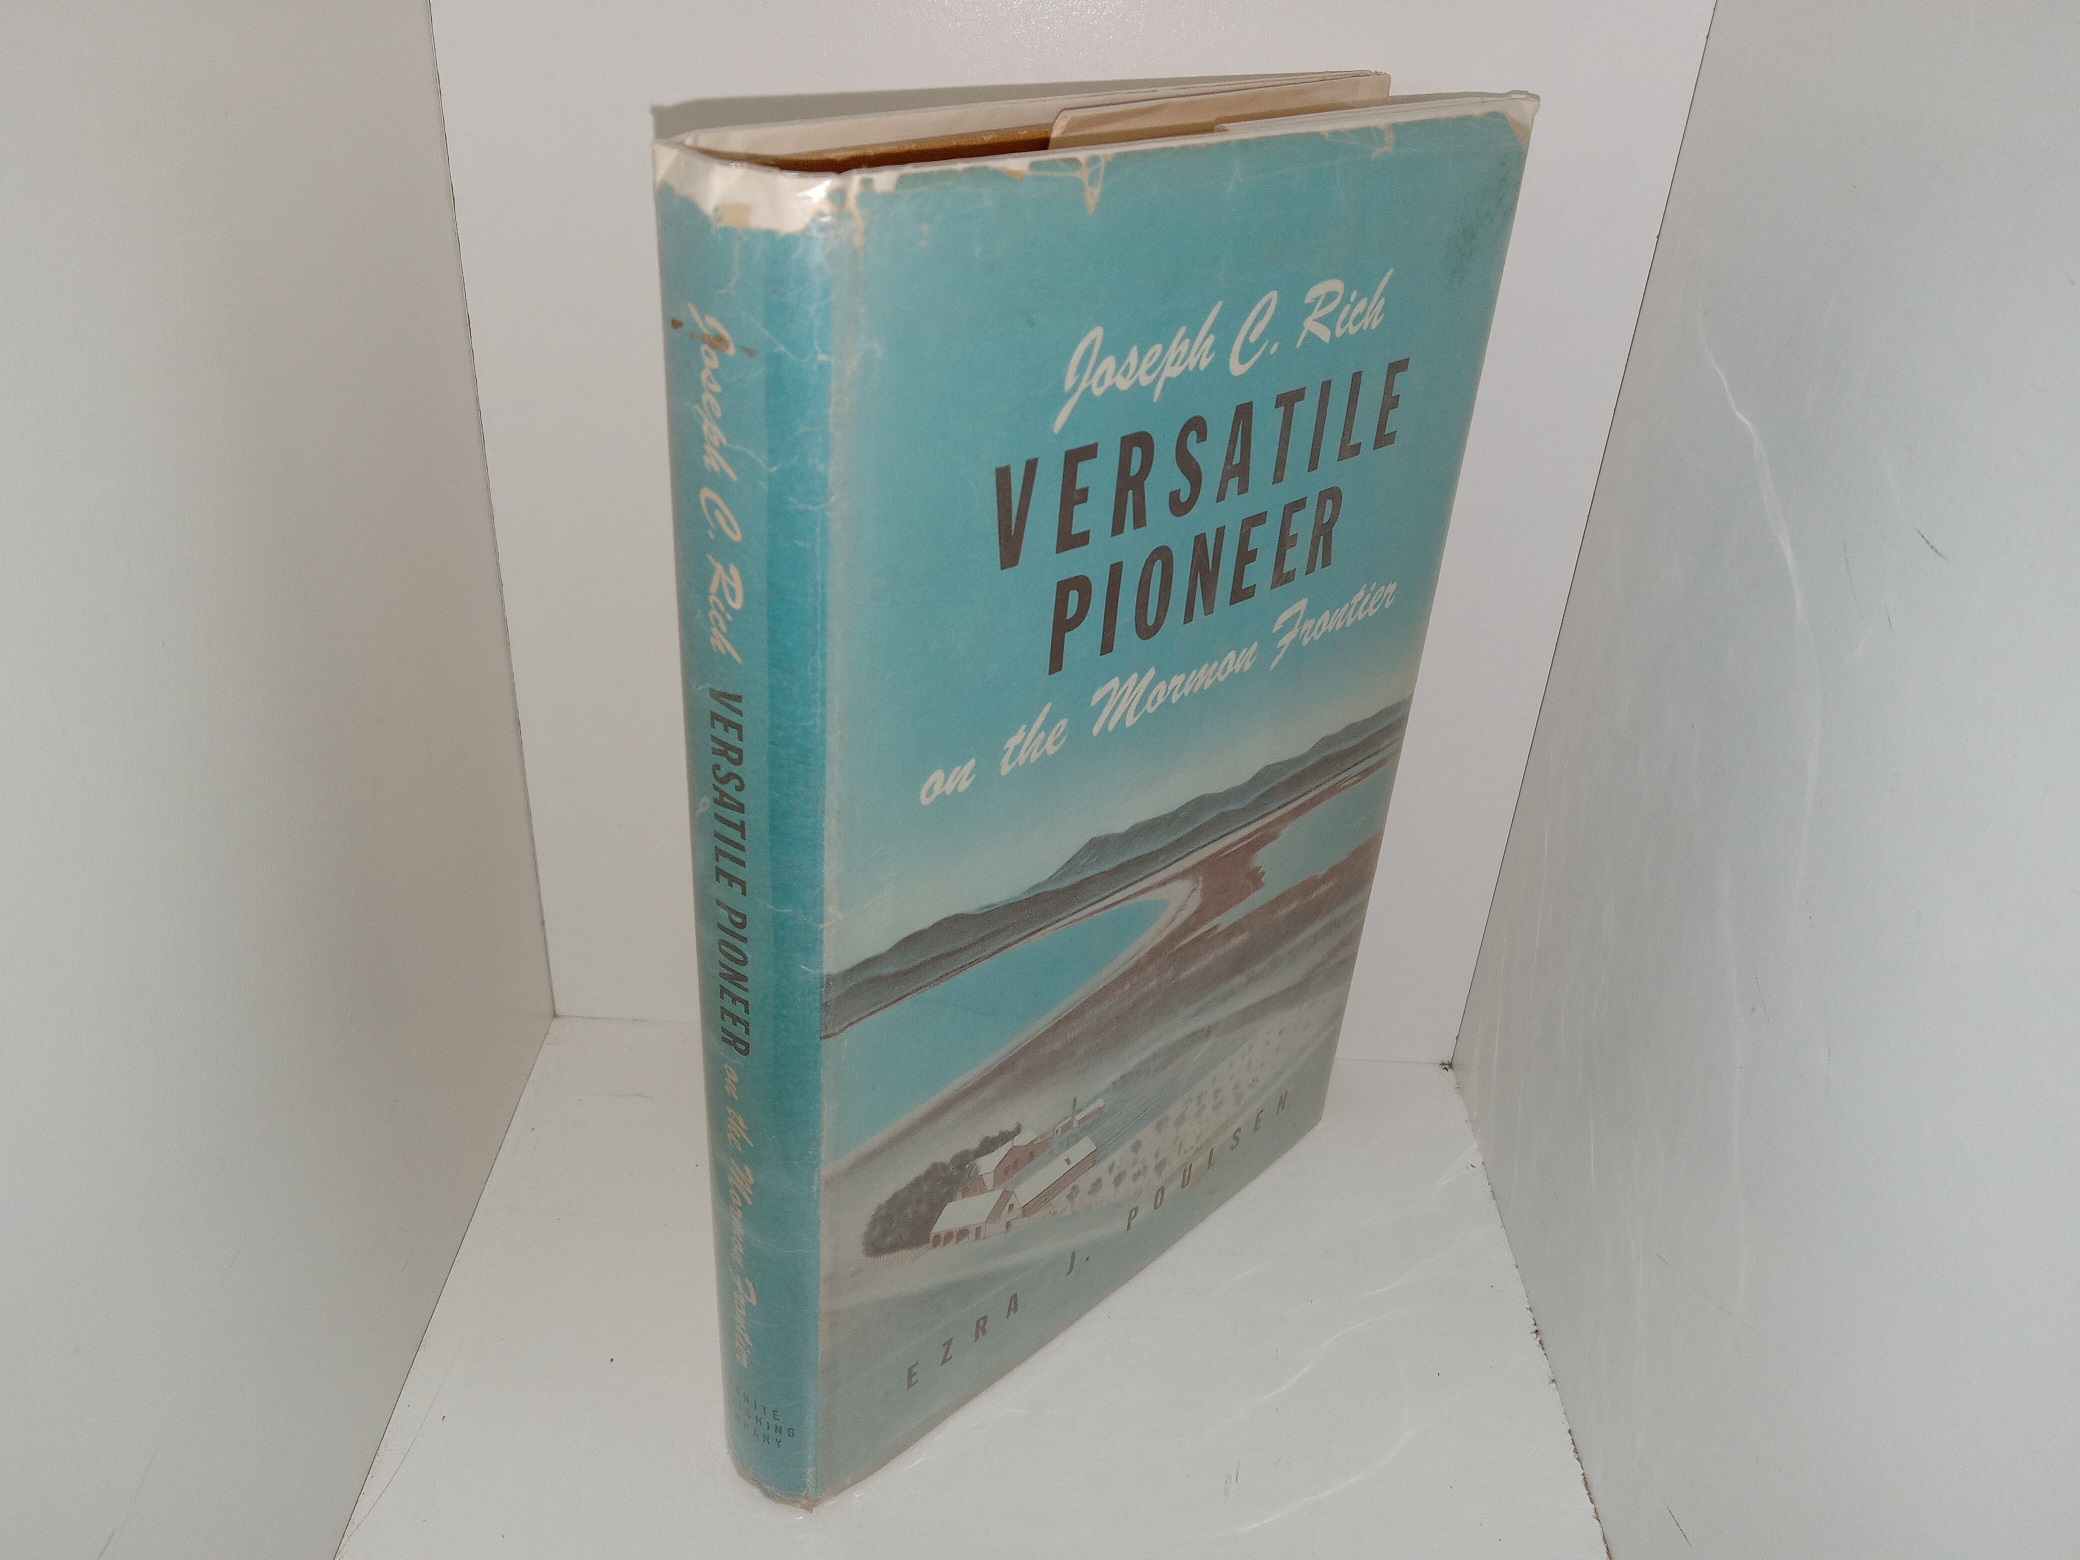 Joseph C. Rich
VERSATILE
PIONEER
on the Mormon Frontier
EZRA J. POULSEN
Joseph C. Rich VERSATILE PIONEER on the Mormon Frontier